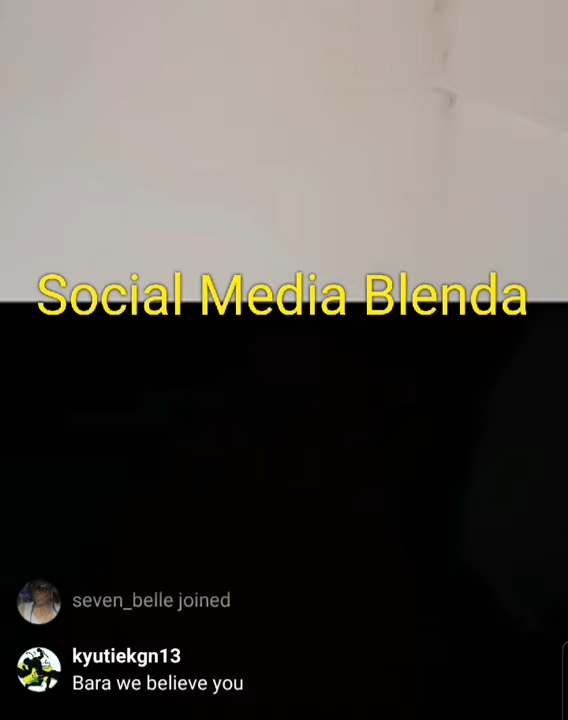 Social Media Blenda
seven_belle joined
kyutiekgn13
Bara we believe you